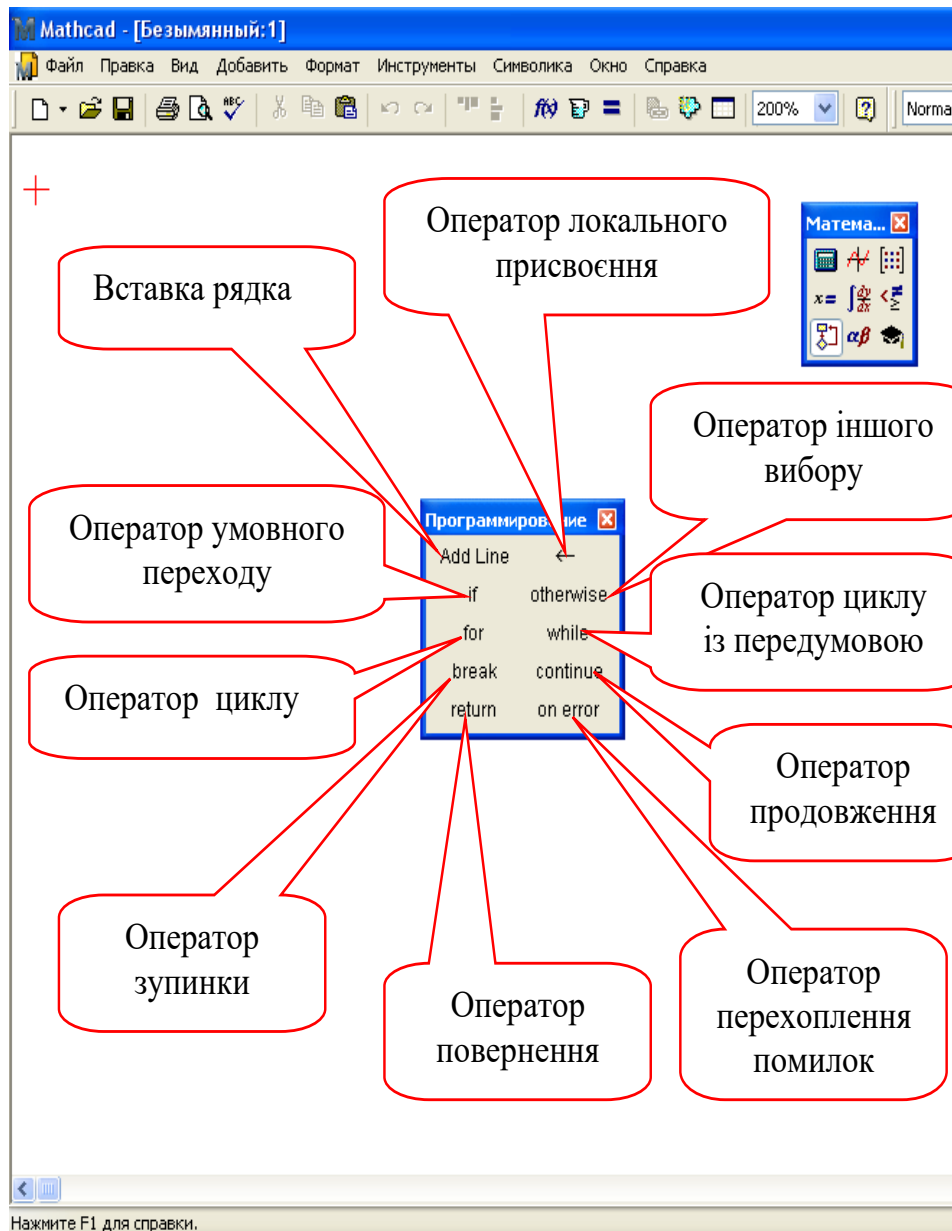 Mathcad - [Безымянный:1]
Файл Правка Вид Добавить Формат Инструменты Символика Окно Справка
200%
Norma
Оператор локального
присвоєння
Матема...
Вставка рядка
x=
αβ
Оператор іншого
вибору
Оператор умовного
переходу
Программирование
Add Line ←
if otherwise
for while
break continue
return on error
Оператор циклу
із передумовою
Оператор циклу
Оператор
продовження
Оператор
зупинки
Оператор
повернення
Оператор
перехоплення
помилок
Нажмите F1 для справки.